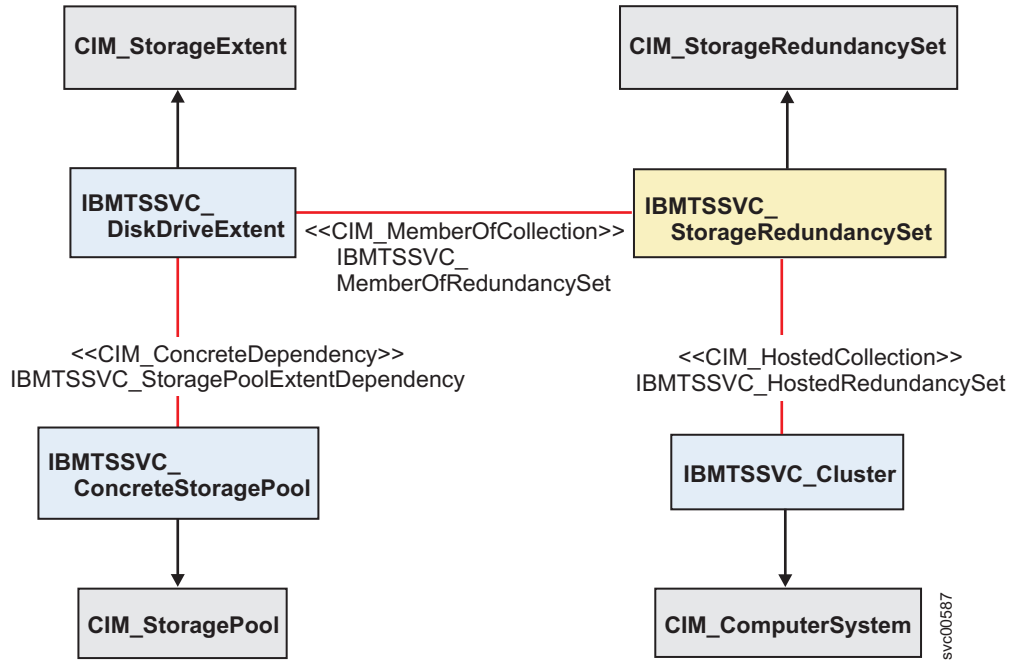 CIM_StorageExtent
CIM_StorageRedundancySet
IBMTSSVC_
DiskDriveExtent
<<CIM_MemberOfCollection>>
IBMTSSVC_
MemberOfRedundancySet
IBMTSSVC_
StorageRedundancySet
<<CIM_ConcreteDependency>>
IBMTSSVC_StoragePoolExtentDependency
<<CIM_HostedCollection>>
IBMTSSVC_HostedRedundancySet
IBMTSSVC_
ConcreteStoragePool
IBMTSSVC_Cluster
CIM_StoragePool
CIM_ComputerSystem
svc00587